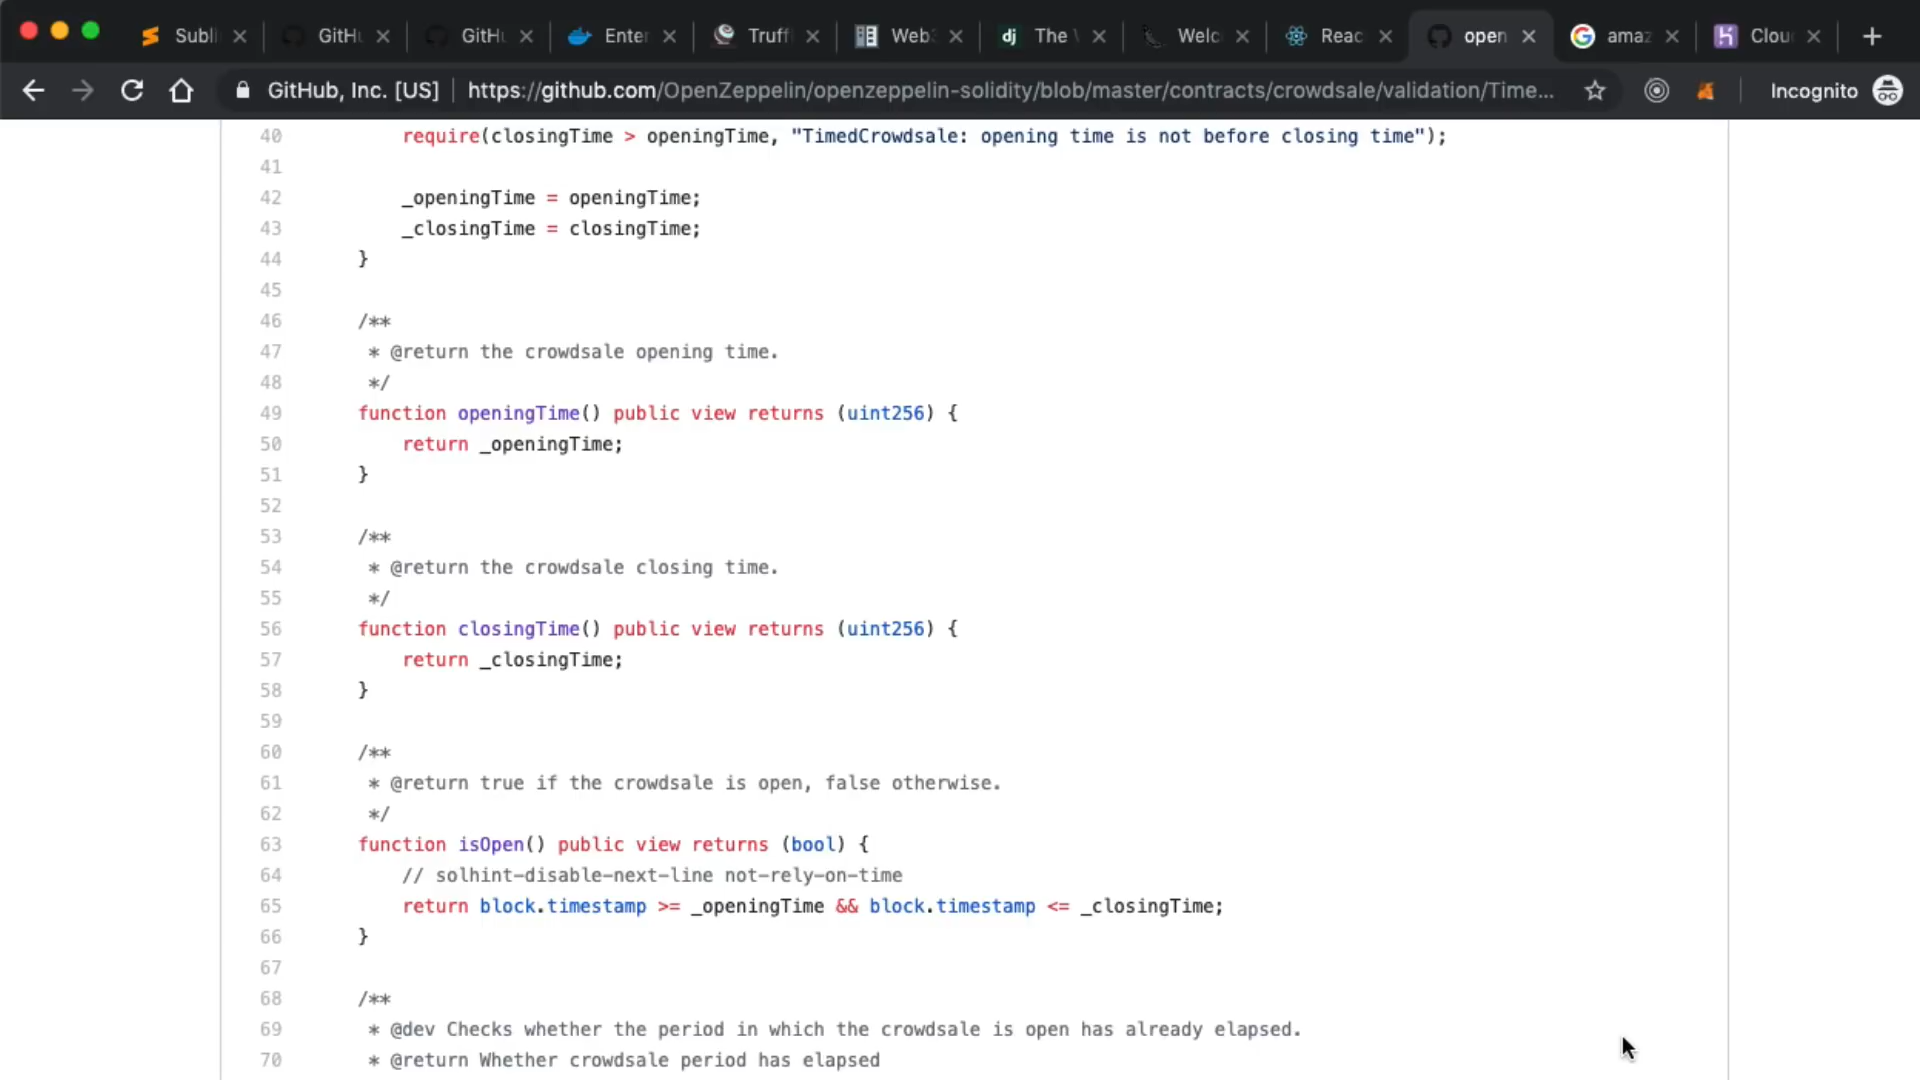 Subli GitHu GitHu Enter Truff Web3 The V Welc Reac open amaz Clou
GitHub, Inc. [US] https://github.com/OpenZeppelin/openzeppelin-solidity/blob/master/contracts/crowdsale/validation/Time... Incognito
40 require(closingTime > openingTime, "TimedCrowdsale: opening time is not before closing time");
41
42 _openingTime = openingTime;
43 _closingTime = closingTime;
44 }
45
46 /**
47 * @return the crowdsale opening time.
48 */
49 function openingTime() public view returns (uint256) {
50 return _openingTime;
51 }
52
53 /**
54 * @return the crowdsale closing time.
55 */
56 function closingTime() public view returns (uint256) {
57 return _closingTime;
58 }
59
60 /**
61 * @return true if the crowdsale is open, false otherwise.
62 */
63 function isOpen() public view returns (bool) {
64 // solhint-disable-next-line not-rely-on-time
65 return block.timestamp >= _openingTime && block.timestamp <= _closingTime;
66 }
67
68 /**
69 * @dev Checks whether the period in which the crowdsale is open has already elapsed.
70 * @return Whether crowdsale period has elapsed